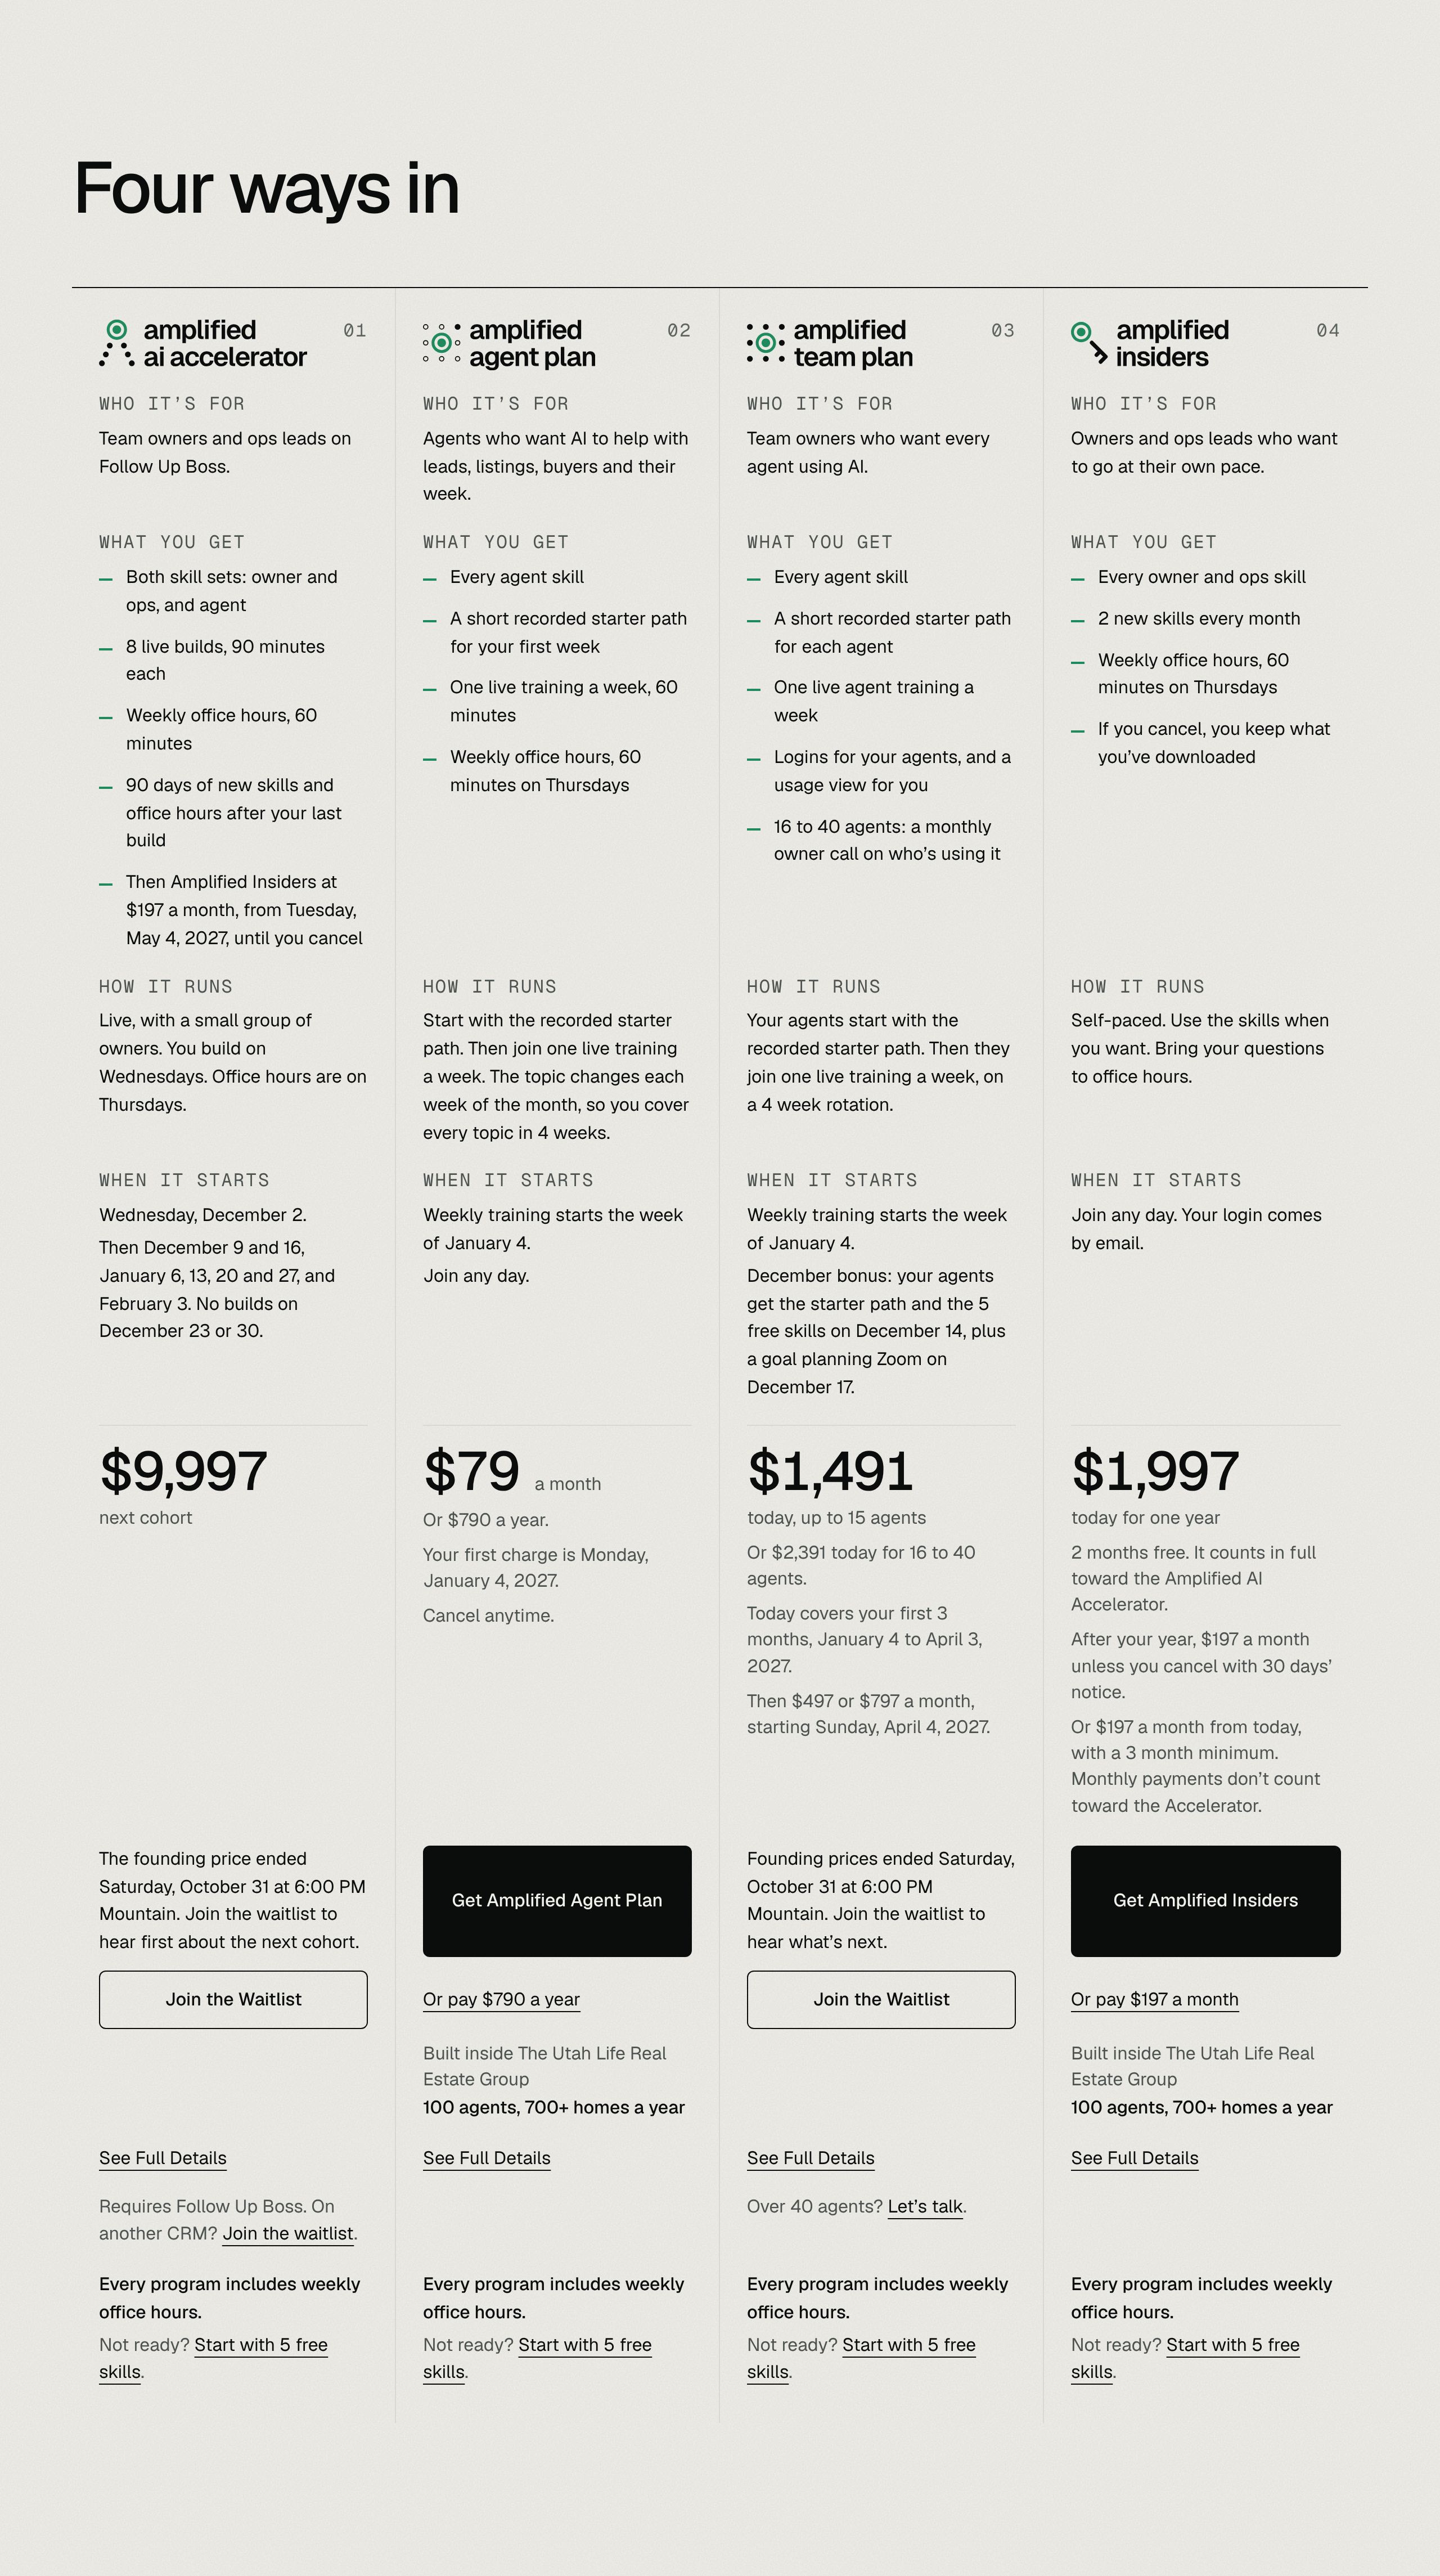 Four ways in
amplified
ai accelerator
01
WHO IT’S FOR
Team owners and ops leads on
Follow Up Boss.
WHAT YOU GET
Both skill sets: owner and
ops, and agent
8 live builds, 90 minutes
each
Weekly office hours, 60
minutes
90 days of new skills and
office hours after your last
build
Then Amplified Insiders at
$197 a month, from Tuesday,
May 4, 2027, until you cancel
HOW IT RUNS
Live, with a small group of
owners. You build on
Wednesdays. Office hours are on
Thursdays.
WHEN IT STARTS
Wednesday, December 2.
Then December 9 and 16,
January 6, 13, 20 and 27, and
February 3. No builds on
December 23 or 30.
$9,997
next cohort
The founding price ended
Saturday, October 31 at 6:00 PM
Mountain. Join the waitlist to
hear first about the next cohort.
Join the Waitlist
See Full Details
Requires Follow Up Boss. On
another CRM? Join the waitlist.
Every program includes weekly
office hours.
Not ready? Start with 5 free
skills.
amplified
agent plan
02
WHO IT’S FOR
Agents who want AI to help with
leads, listings, buyers and their
week.
WHAT YOU GET
Every agent skill
A short recorded starter path
for your first week
One live training a week, 60
minutes
Weekly office hours, 60
minutes on Thursdays
HOW IT RUNS
Start with the recorded starter
path. Then join one live training
a week. The topic changes each
week of the month, so you cover
every topic in 4 weeks.
WHEN IT STARTS
Weekly training starts the week
of January 4.
Join any day.
$79 a month
Or $790 a year.
Your first charge is Monday,
January 4, 2027.
Cancel anytime.
Get Amplified Agent Plan
Or pay $790 a year
Built inside The Utah Life Real
Estate Group
100 agents, 700+ homes a year
See Full Details
Every program includes weekly
office hours.
Not ready? Start with 5 free
skills.
amplified
team plan
03
WHO IT’S FOR
Team owners who want every
agent using AI.
WHAT YOU GET
Every agent skill
A short recorded starter path
for each agent
One live agent training a
week
Logins for your agents, and a
usage view for you
16 to 40 agents: a monthly
owner call on who’s using it
HOW IT RUNS
Your agents start with the
recorded starter path. Then they
join one live training a week, on
a 4 week rotation.
WHEN IT STARTS
Weekly training starts the week
of January 4.
December bonus: your agents
get the starter path and the 5
free skills on December 14, plus
a goal planning Zoom on
December 17.
$1,491
today, up to 15 agents
Or $2,391 today for 16 to 40
agents.
Today covers your first 3
months, January 4 to April 3,
2027.
Then $497 or $797 a month,
starting Sunday, April 4, 2027.
Founding prices ended Saturday,
October 31 at 6:00 PM
Mountain. Join the waitlist to
hear what’s next.
Join the Waitlist
See Full Details
Over 40 agents? Let’s talk.
Every program includes weekly
office hours.
Not ready? Start with 5 free
skills.
amplified
insiders
04
WHO IT’S FOR
Owners and ops leads who want
to go at their own pace.
WHAT YOU GET
Every owner and ops skill
2 new skills every month
Weekly office hours, 60
minutes on Thursdays
If you cancel, you keep what
you’ve downloaded
HOW IT RUNS
Self-paced. Use the skills when
you want. Bring your questions
to office hours.
WHEN IT STARTS
Join any day. Your login comes
by email.
$1,997
today for one year
2 months free. It counts in full
toward the Amplified AI
Accelerator.
After your year, $197 a month
unless you cancel with 30 days’
notice.
Or $197 a month from today,
with a 3 month minimum.
Monthly payments don’t count
toward the Accelerator.
Get Amplified Insiders
Or pay $197 a month
Built inside The Utah Life Real
Estate Group
100 agents, 700+ homes a year
See Full Details
Every program includes weekly
office hours.
Not ready? Start with 5 free
skills.